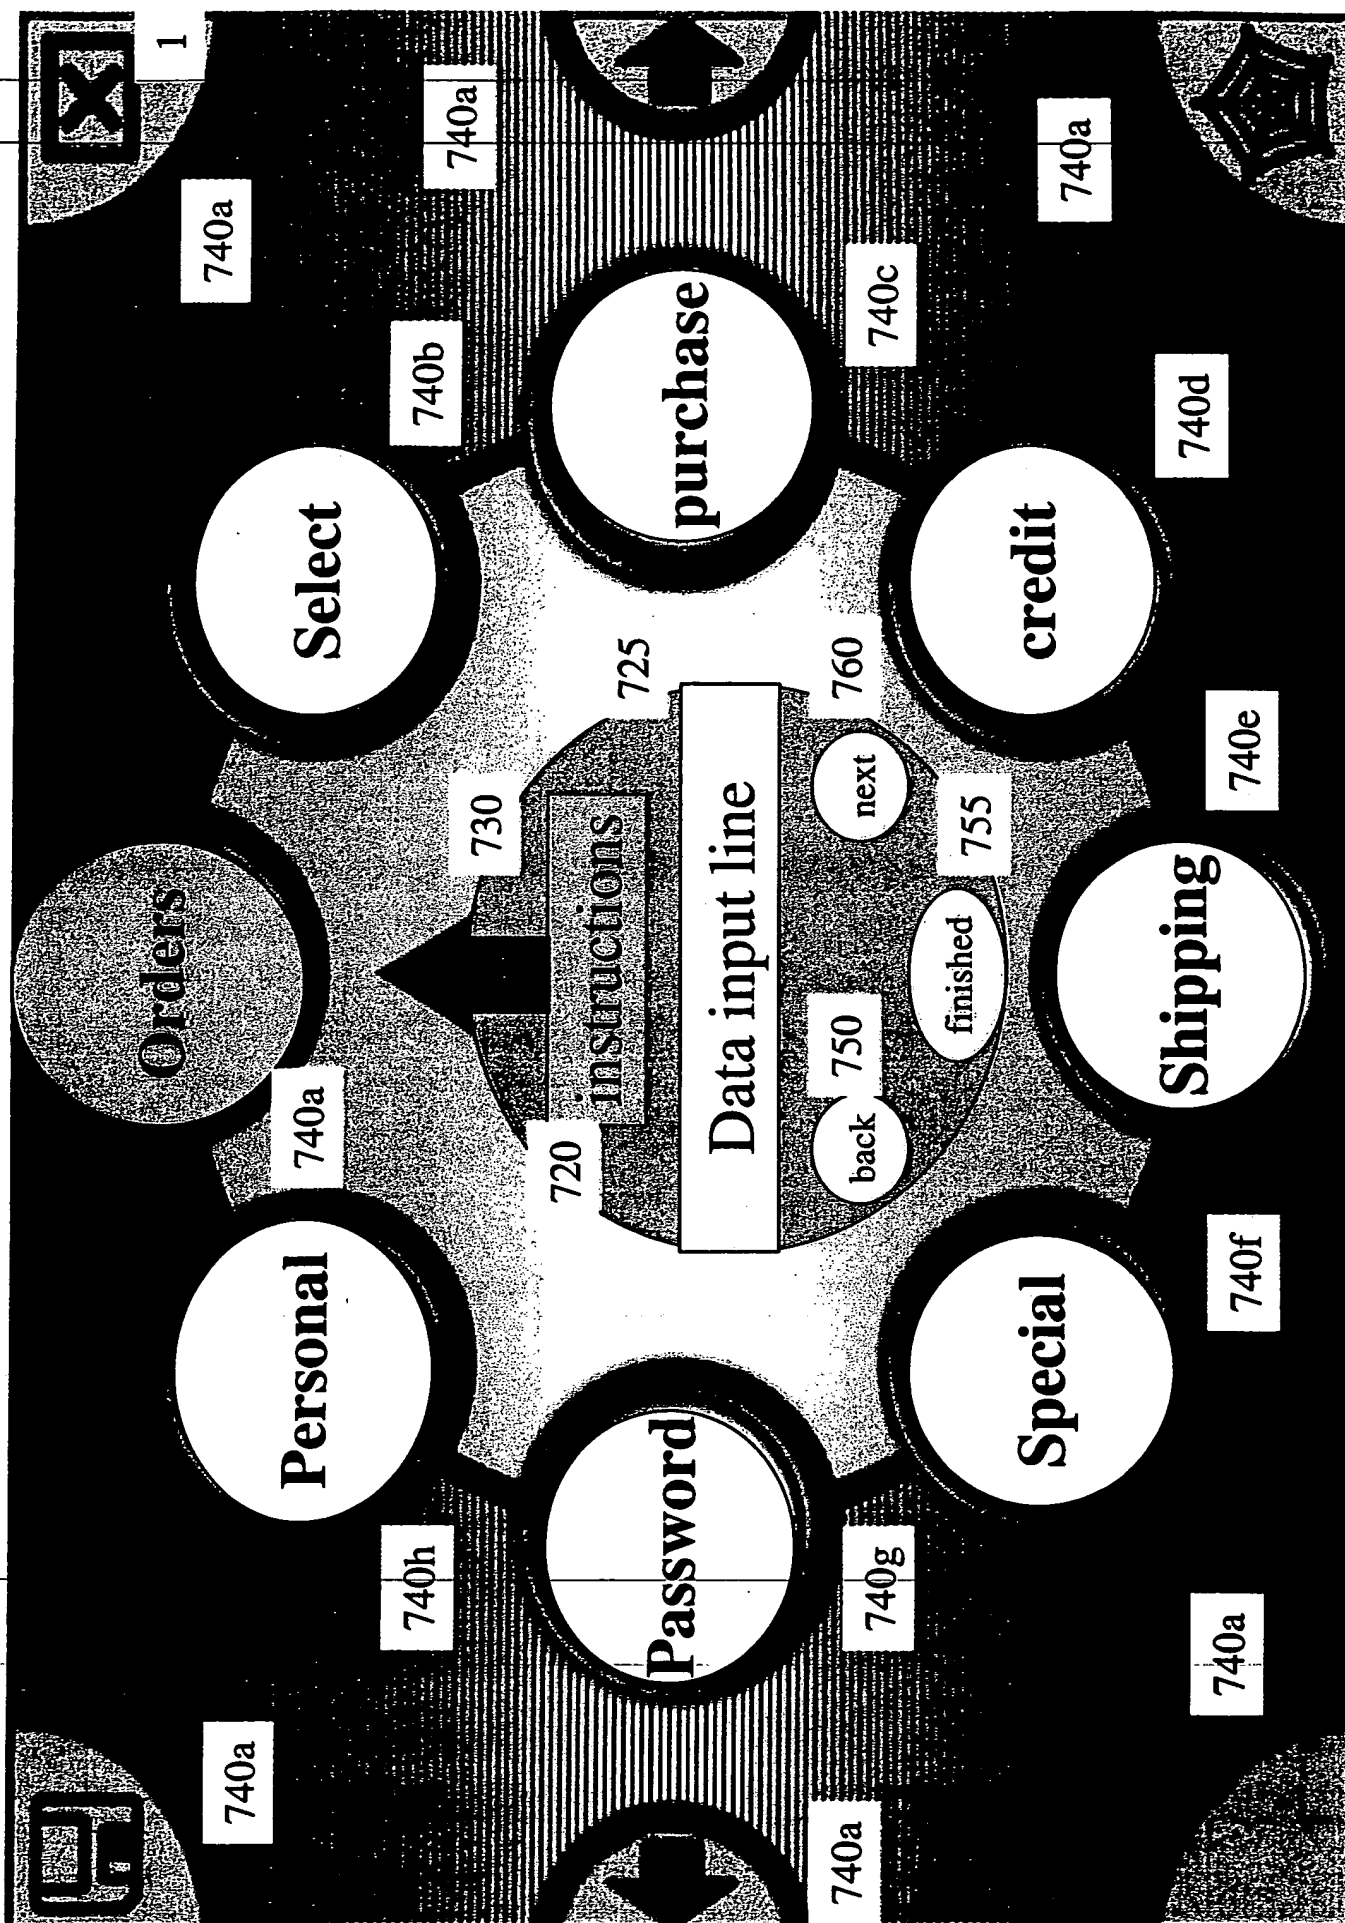 1
740a
740a
Orders
740a
Personal
Select
740h
740b
740a
730
720
instructions
725
Password
purchase
Data input line
750
760
740a
740g
back
next
740c
finished
755
Special
credit
740a
Shipping
740d
740a
740f
740e